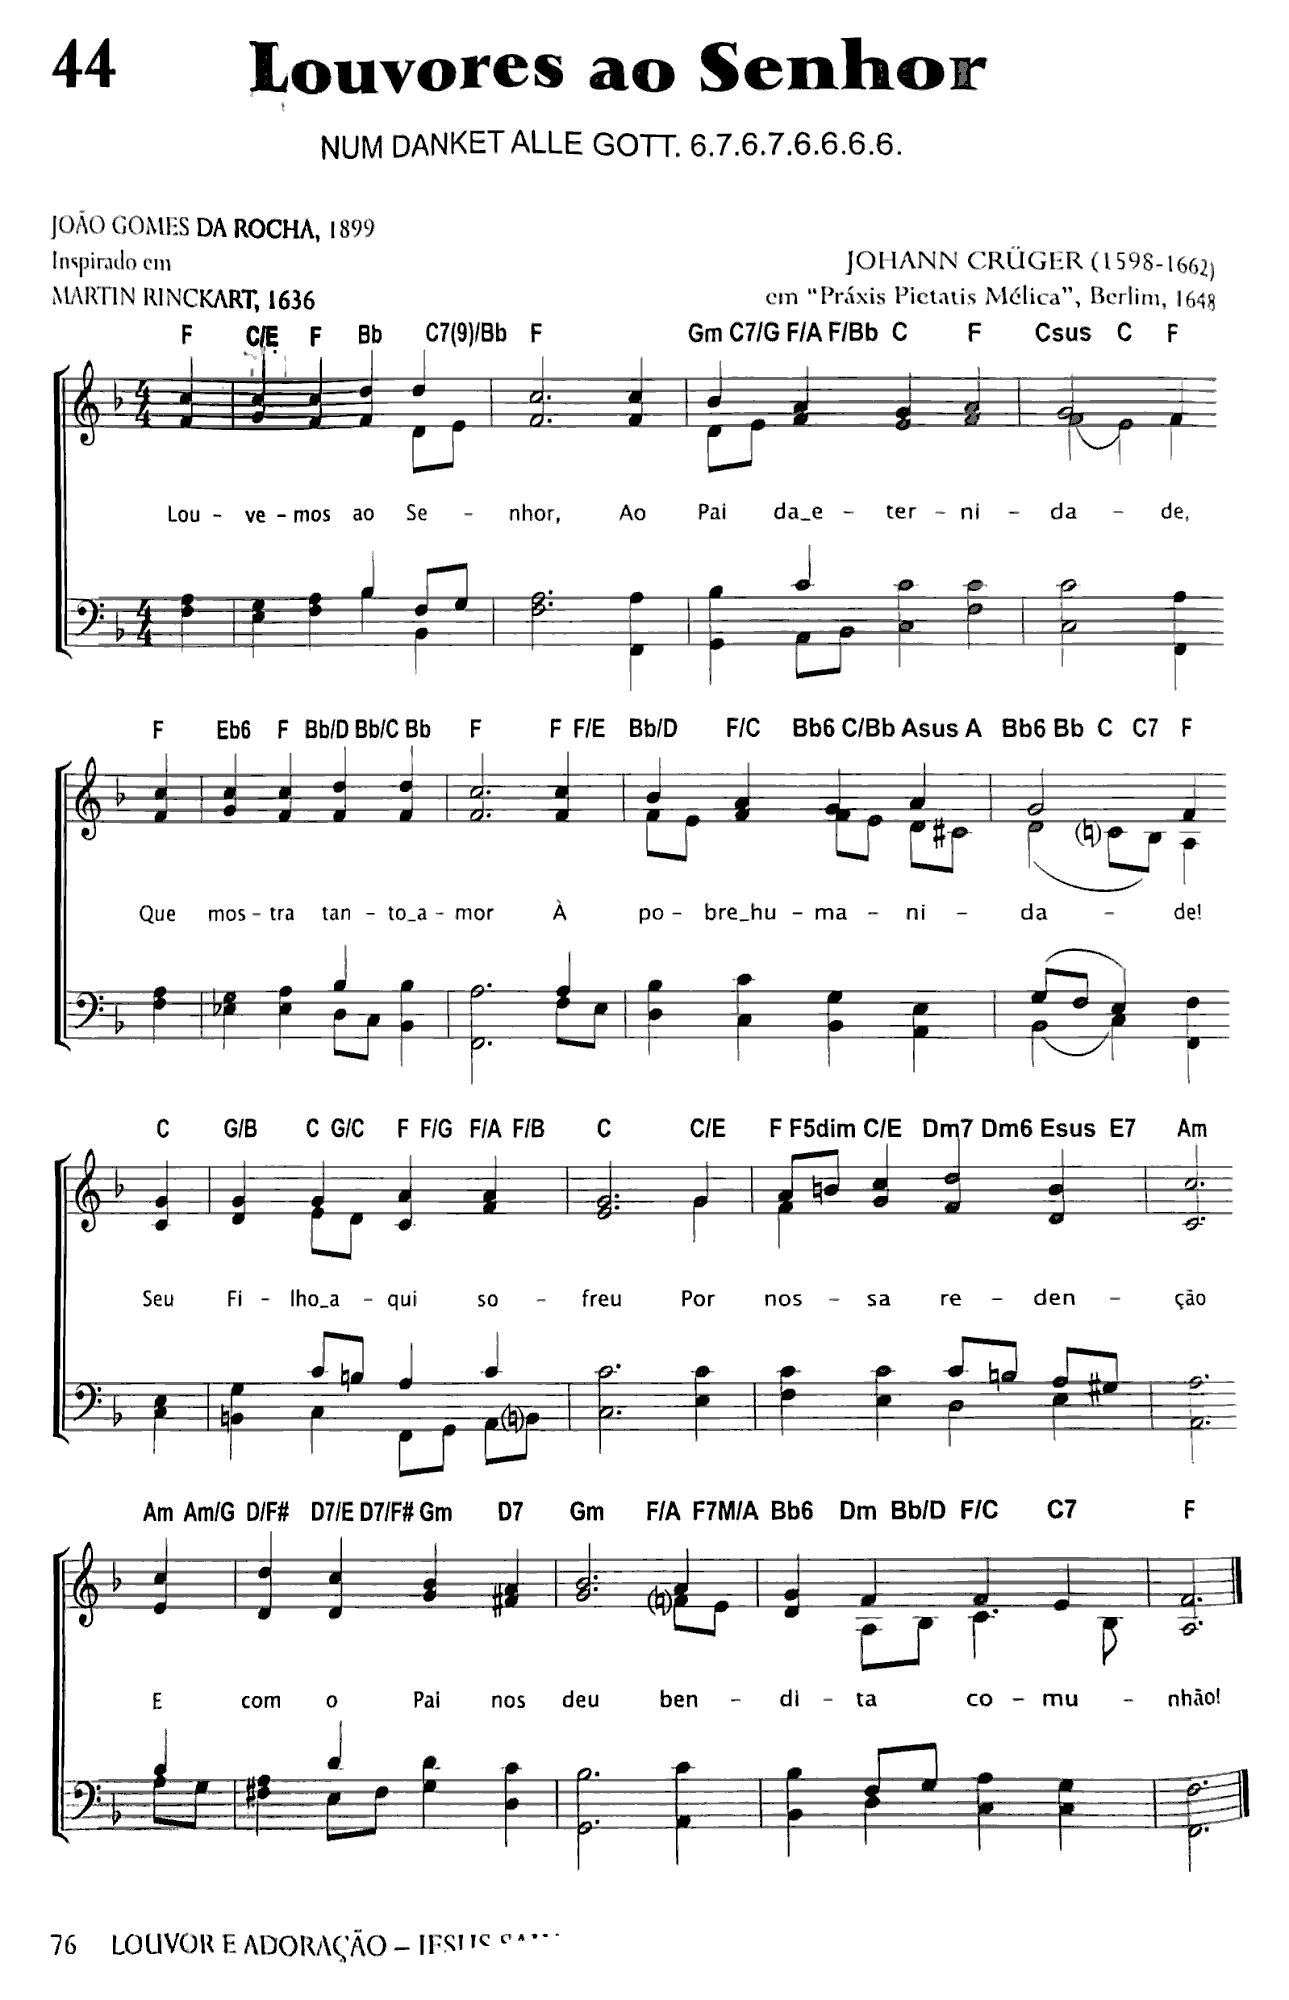 44 Louvores ao Senhor
NUM DANKET ALLE GOTT. 6.7.6.7.6.6.6.6.
JOÃO GOMES DA ROCHA, 1899
Inspirado em
MARTIN RINCKART, 1636
JOHANN CRÜGER (1598-1662)
em “Práxis Pietatis Mélica”, Berlim, 1648
F C/E F Bb C7(9)/Bb F Gm C7/G F/A F/Bb C F Csus C F
Lou - ve - mos ao Se - nhor, Ao Pai da_e - ter - ni - da - de,
F Eb6 F Bb/D Bb/C Bb F F F/E Bb/D F/C Bb6 C/Bb Asus A Bb6 Bb C C7 F
Que mos - tra tan - to_a - mor À po - bre_hu - ma - ni - da - de!
C G/B C G/C F F/G F/A F/B C C/E F F5dim C/E Dm7 Dm6 Esus E7 Am
Seu Fi - lho_a - qui so - freu Por nos - sa re - den - ção
Am Am/G D/F# D7/E D7/F# Gm D7 Gm F/A F7M/A Bb6 Dm Bb/D F/C C7 F
E com o Pai nos deu ben - di - ta co - mu - nhão!
76 LOUVOR E ADORAÇÃO – JESUS